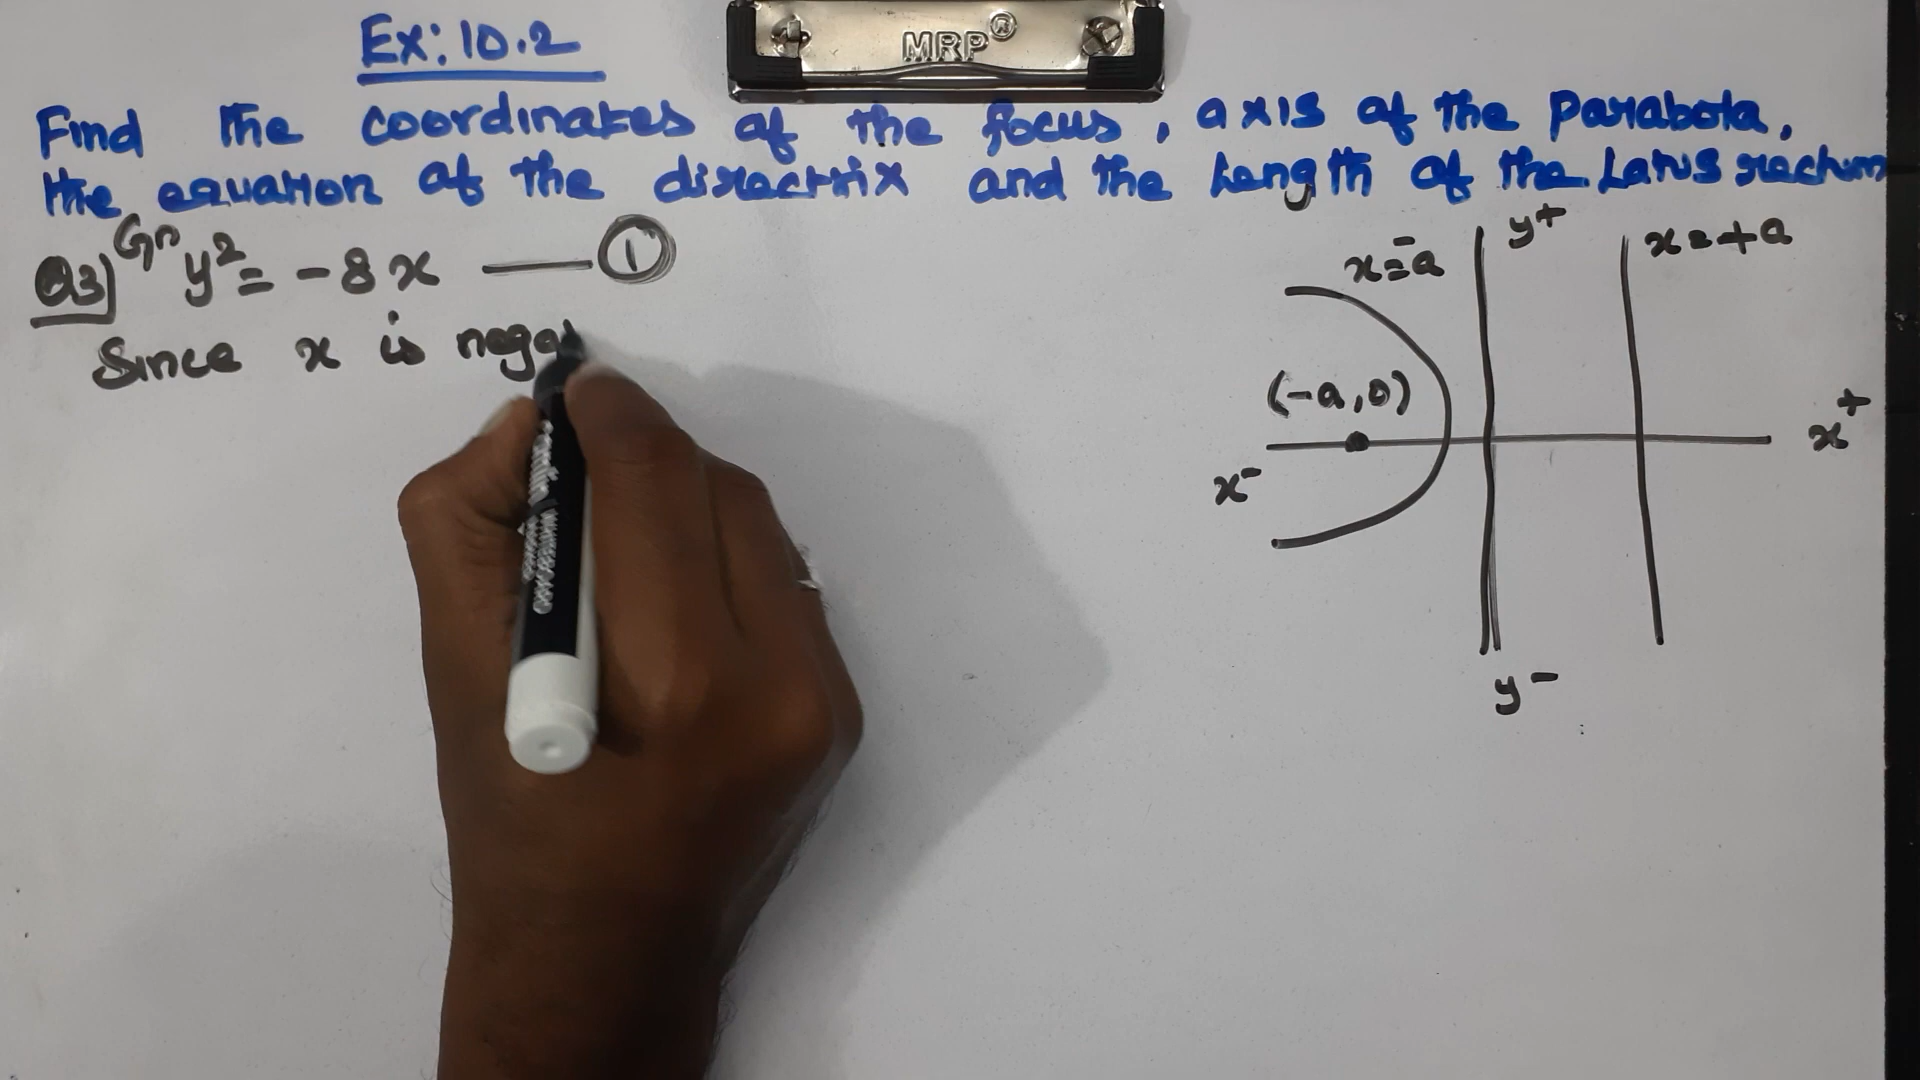 MRP®
Ex: 10.2
Find the coordinates of the focus, axis of the Parabola,
the equation of the directrix and the Length of the Latus rectum
Q3) Gn y² = -8x —— ①
Since x is nega
y+
x = -a
x = +a
(-a, 0)
x+
x-
y-